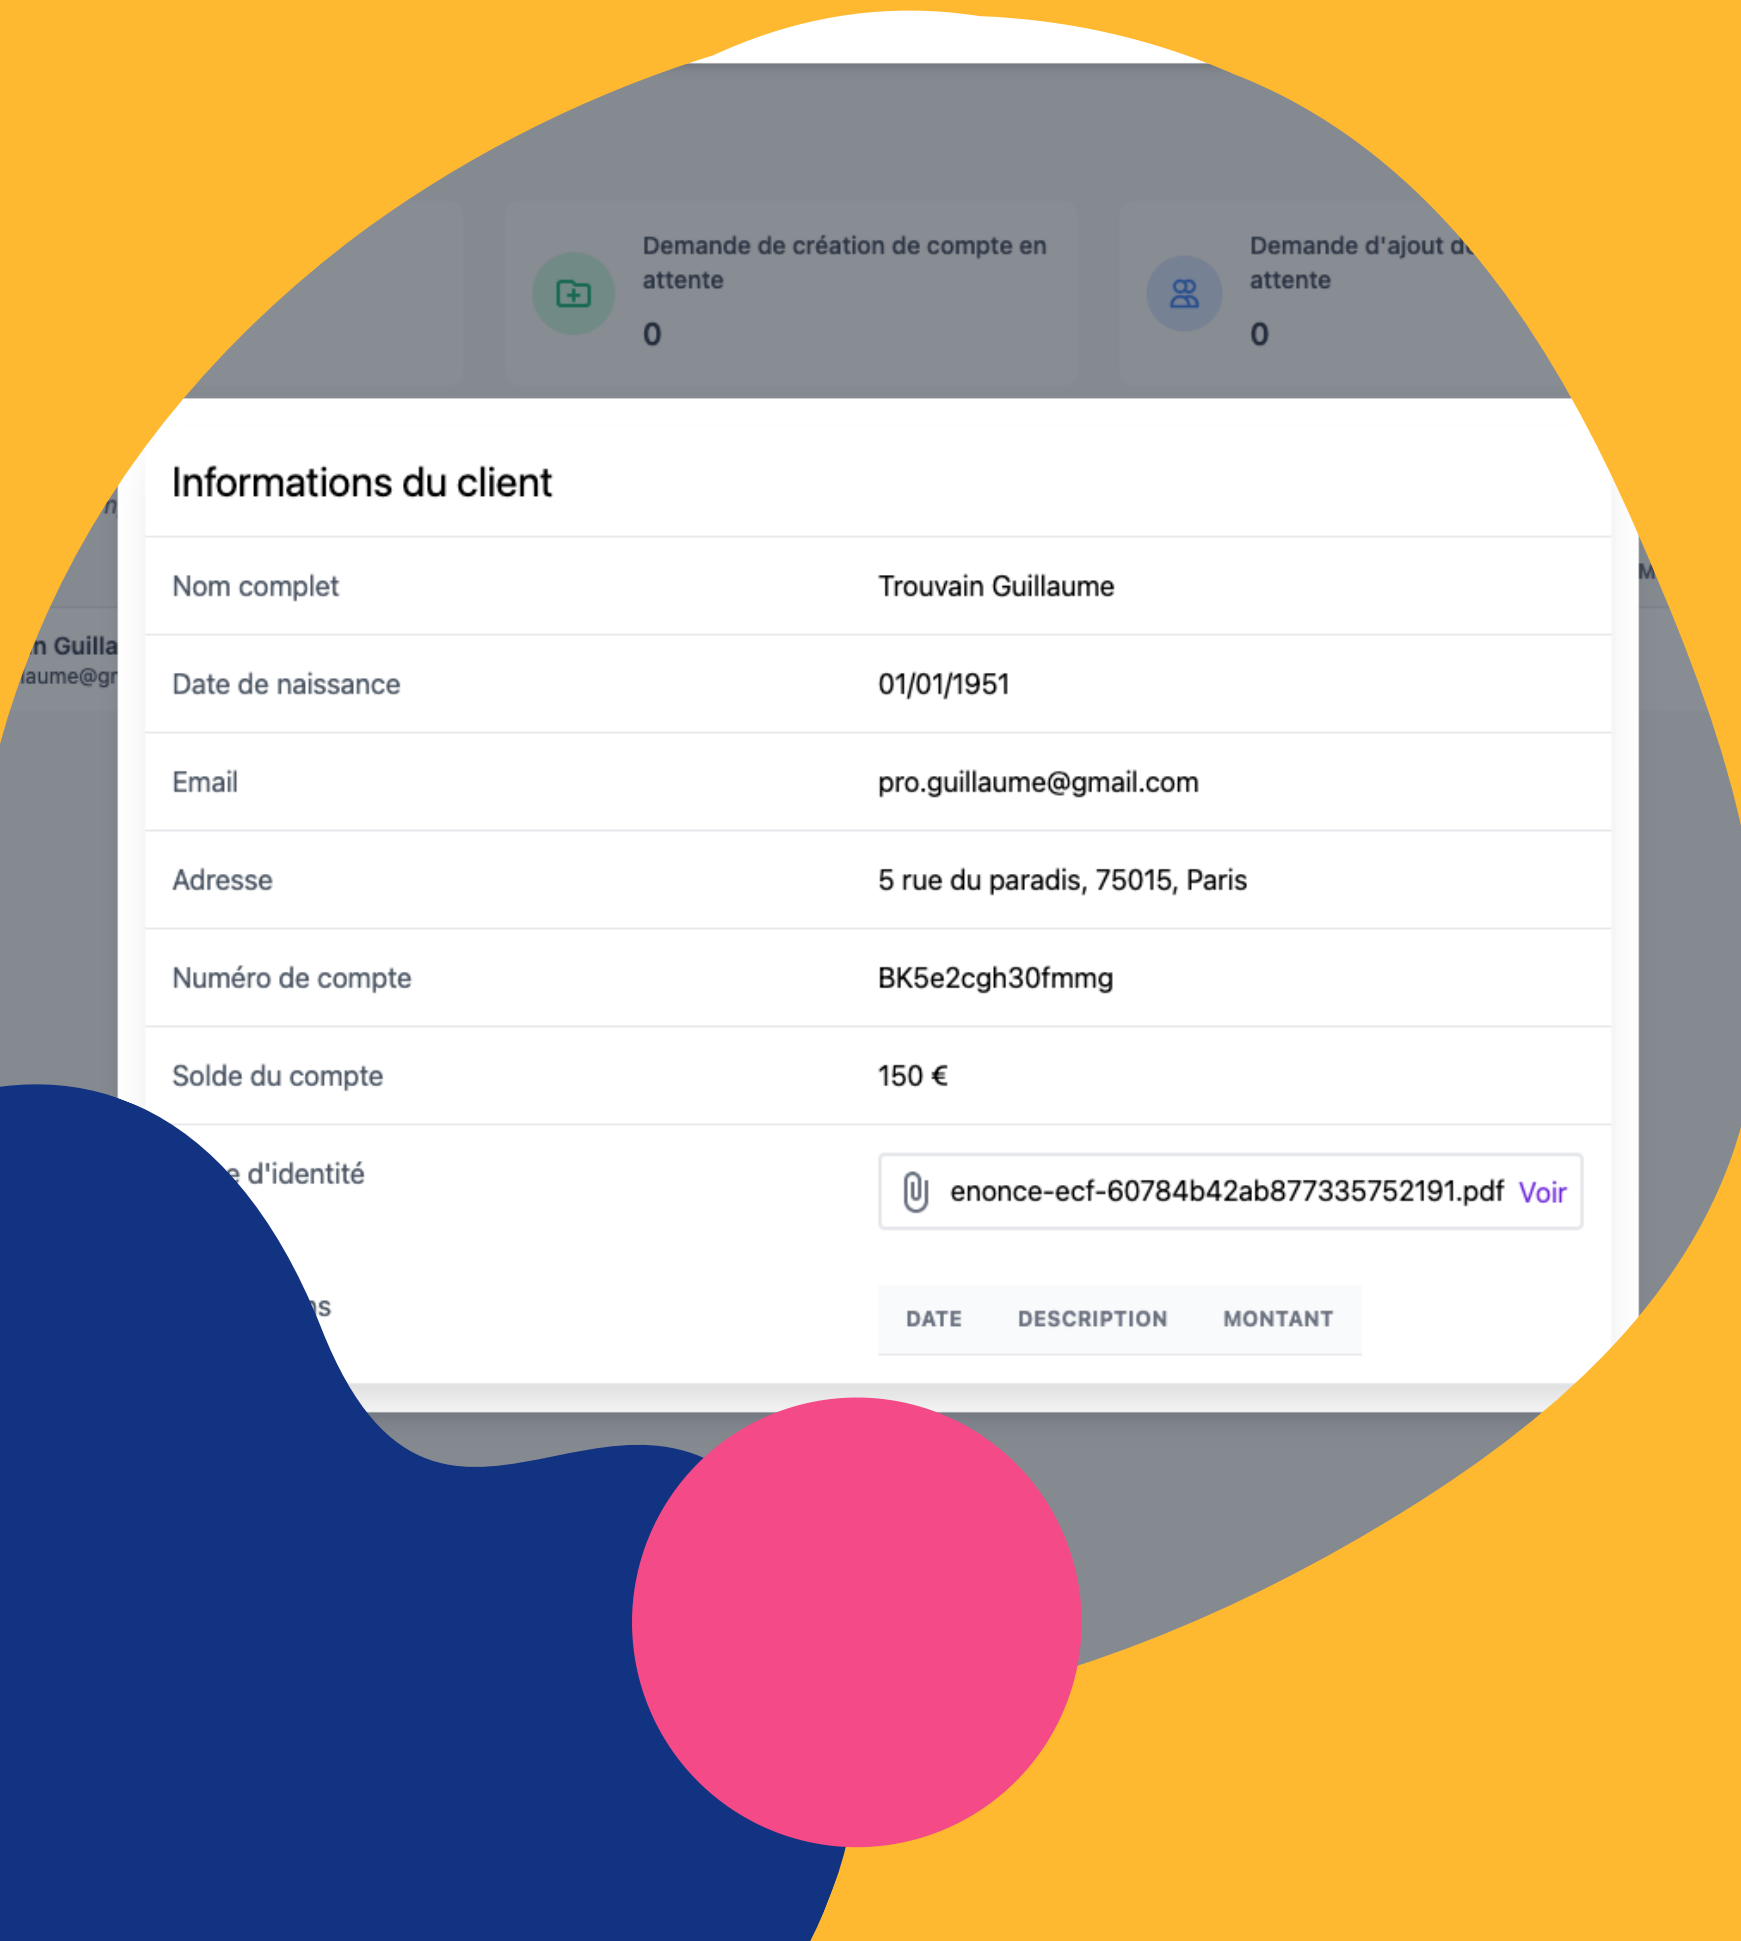 Demande de création de compte en
attente
0
Demande d'ajout
attente
0
Informations du client
Nom complet Trouvain Guillaume
Date de naissance 01/01/1951
Email pro.guillaume@gmail.com
Adresse 5 rue du paradis, 75015, Paris
Numéro de compte BK5e2cgh30fmmg
Solde du compte 150 €
d'identité enonce-ecf-60784b42ab877335752191.pdf Voir
DATE DESCRIPTION MONTANT